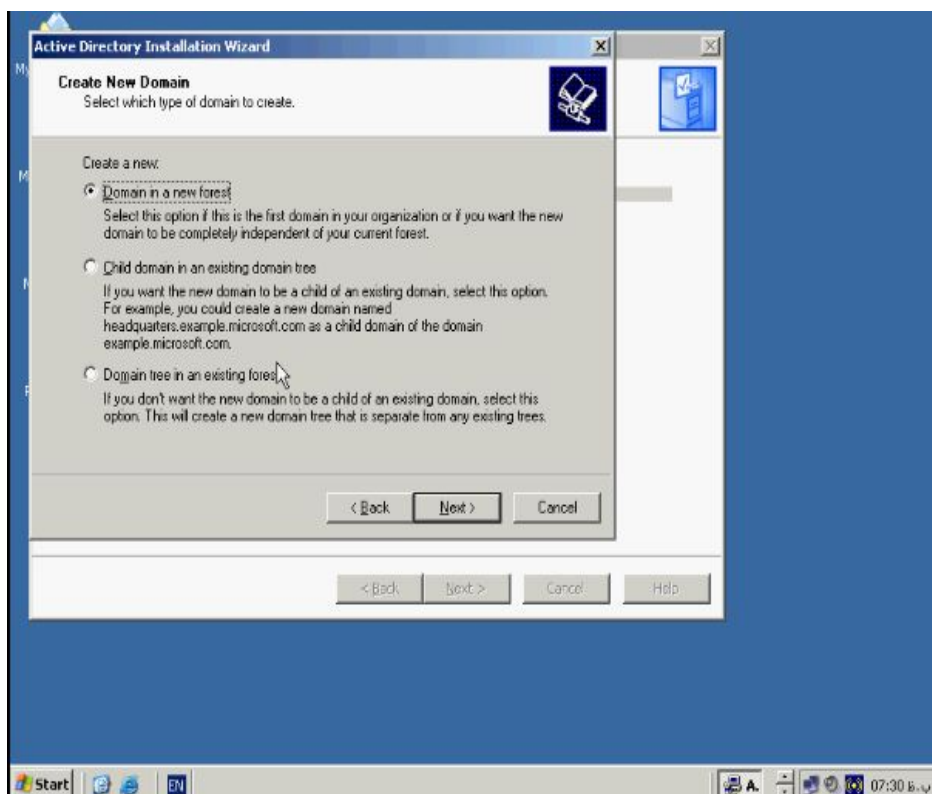 Active Directory Installation Wizard
Create New Domain
Select which type of domain to create.
Create a new:
Domain in a new forest
Select this option if this is the first domain in your organization or if you want the new
domain to be completely independent of your current forest.
Child domain in an existing domain tree
If you want the new domain to be a child of an existing domain, select this option.
For example, you could create a new domain named
headquarters.example.microsoft.com as a child domain of the domain
example.microsoft.com.
Domain tree in an existing forest
If you don't want the new domain to be a child of an existing domain, select this
option. This will create a new domain tree that is separate from any existing trees.
< Back Next > Cancel
< Back Next > Cancel Help
Start EN A. 07:30 ب.ظ